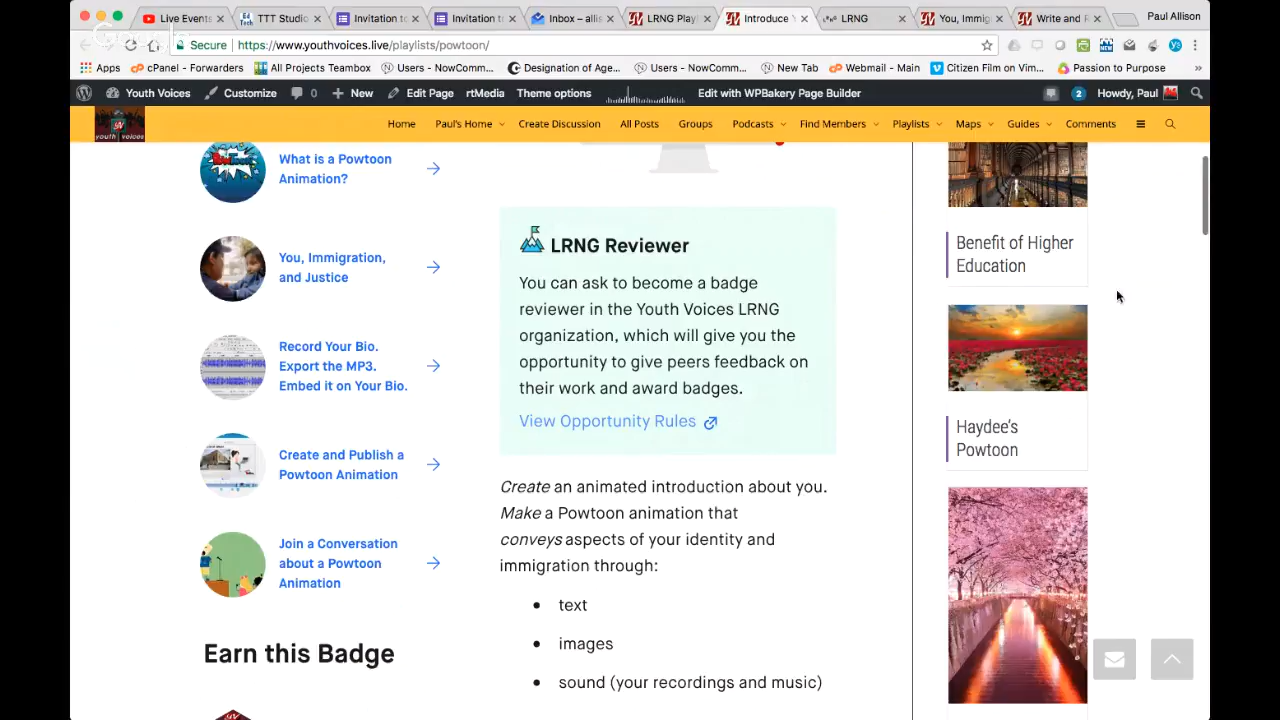 Live Events
TTT Studio
Invitation to
Invitation to
Inbox – allis
LRNG Play
Introduce Y
LRNG
You, Immig
Write and R
Paul Allison
Google
Secure
https://www.youthvoices.live/playlists/powtoon/
Apps
cPanel - Forwarders
All Projects Teambox
Users - NowComm...
Designation of Age...
Users - NowComm...
New Tab
Webmail - Main
Citizen Film on Vim...
Passion to Purpose
»
Youth Voices
Customize
0
New
Edit Page
rtMedia
Theme options
Edit with WPBakery Page Builder
2
Howdy, Paul
youth voices
Home
Paul's Home
Create Discussion
All Posts
Groups
Podcasts
Find Members
Playlists
Maps
Guides
Comments
What is a Powtoon
Animation?
You, Immigration,
and Justice
Record Your Bio.
Export the MP3.
Embed it on Your Bio.
Create and Publish a
Powtoon Animation
Join a Conversation
about a Powtoon
Animation
Earn this Badge
LRNG Reviewer
You can ask to become a badge
reviewer in the Youth Voices LRNG
organization, which will give you the
opportunity to give peers feedback on
their work and award badges.
View Opportunity Rules
Create an animated introduction about you.
Make a Powtoon animation that
conveys aspects of your identity and
immigration through:
• text
• images
• sound (your recordings and music)
Benefit of Higher
Education
Haydee's
Powtoon